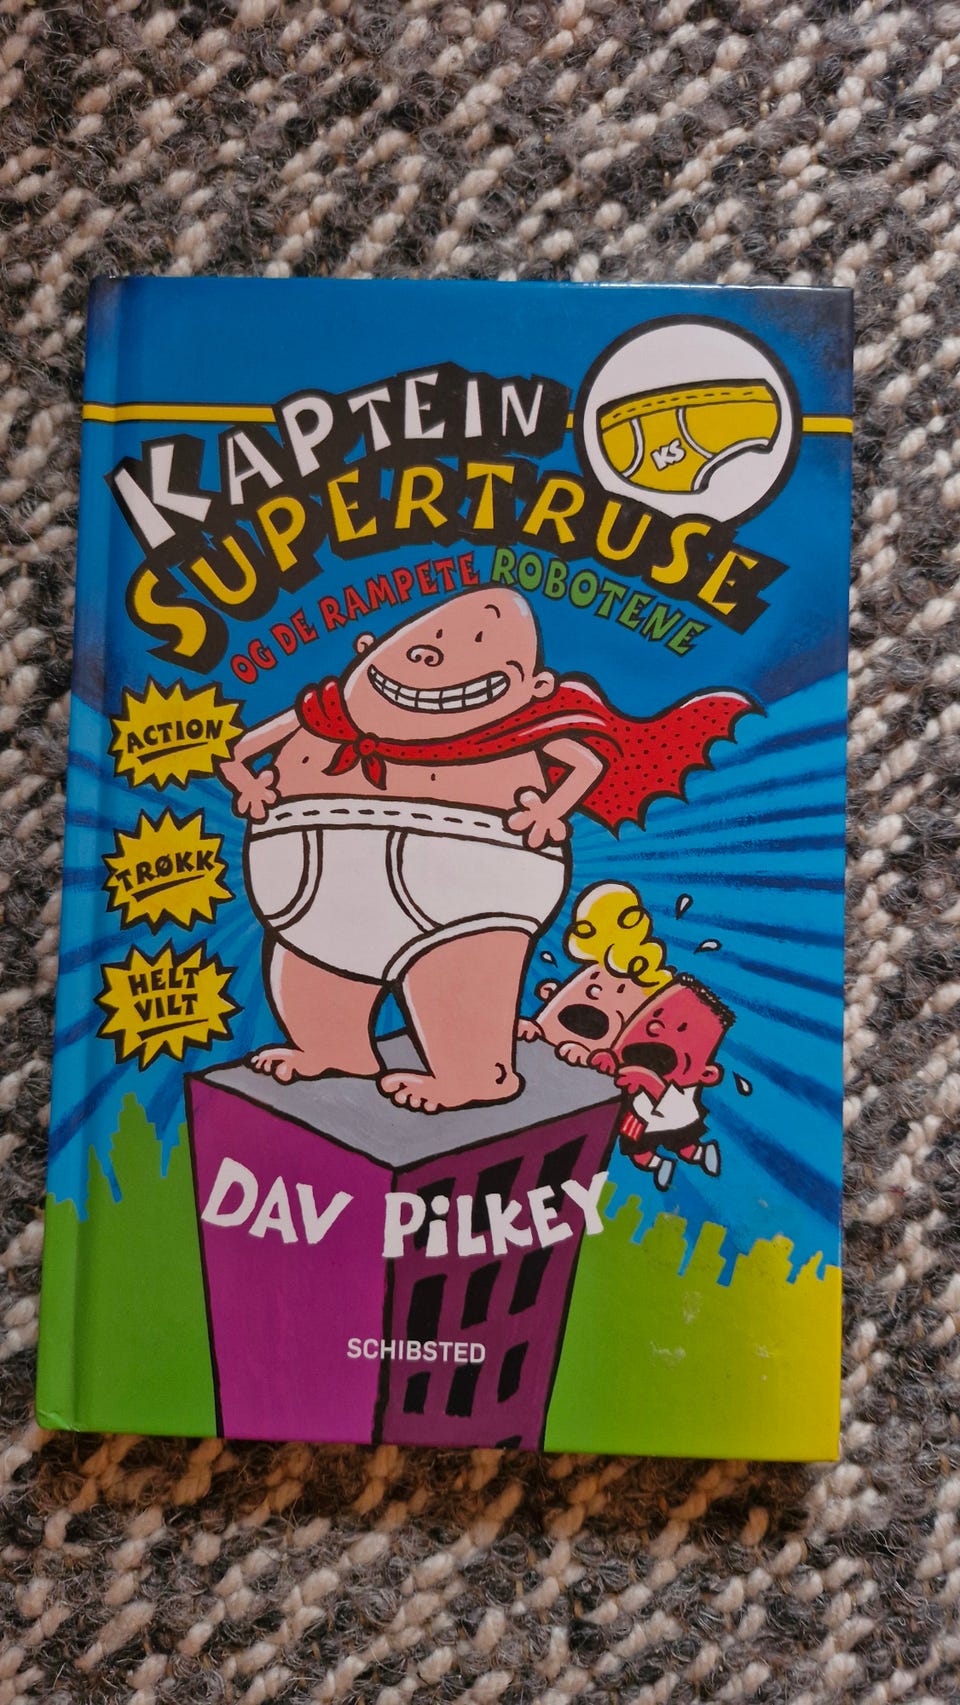 KAPTEIN
SUPERTRUSE
KS
OG DE RAMPETE ROBOTENE
ACTION
TRØKK
HELT
VILT
DAV PiLKEY
SCHIBSTED